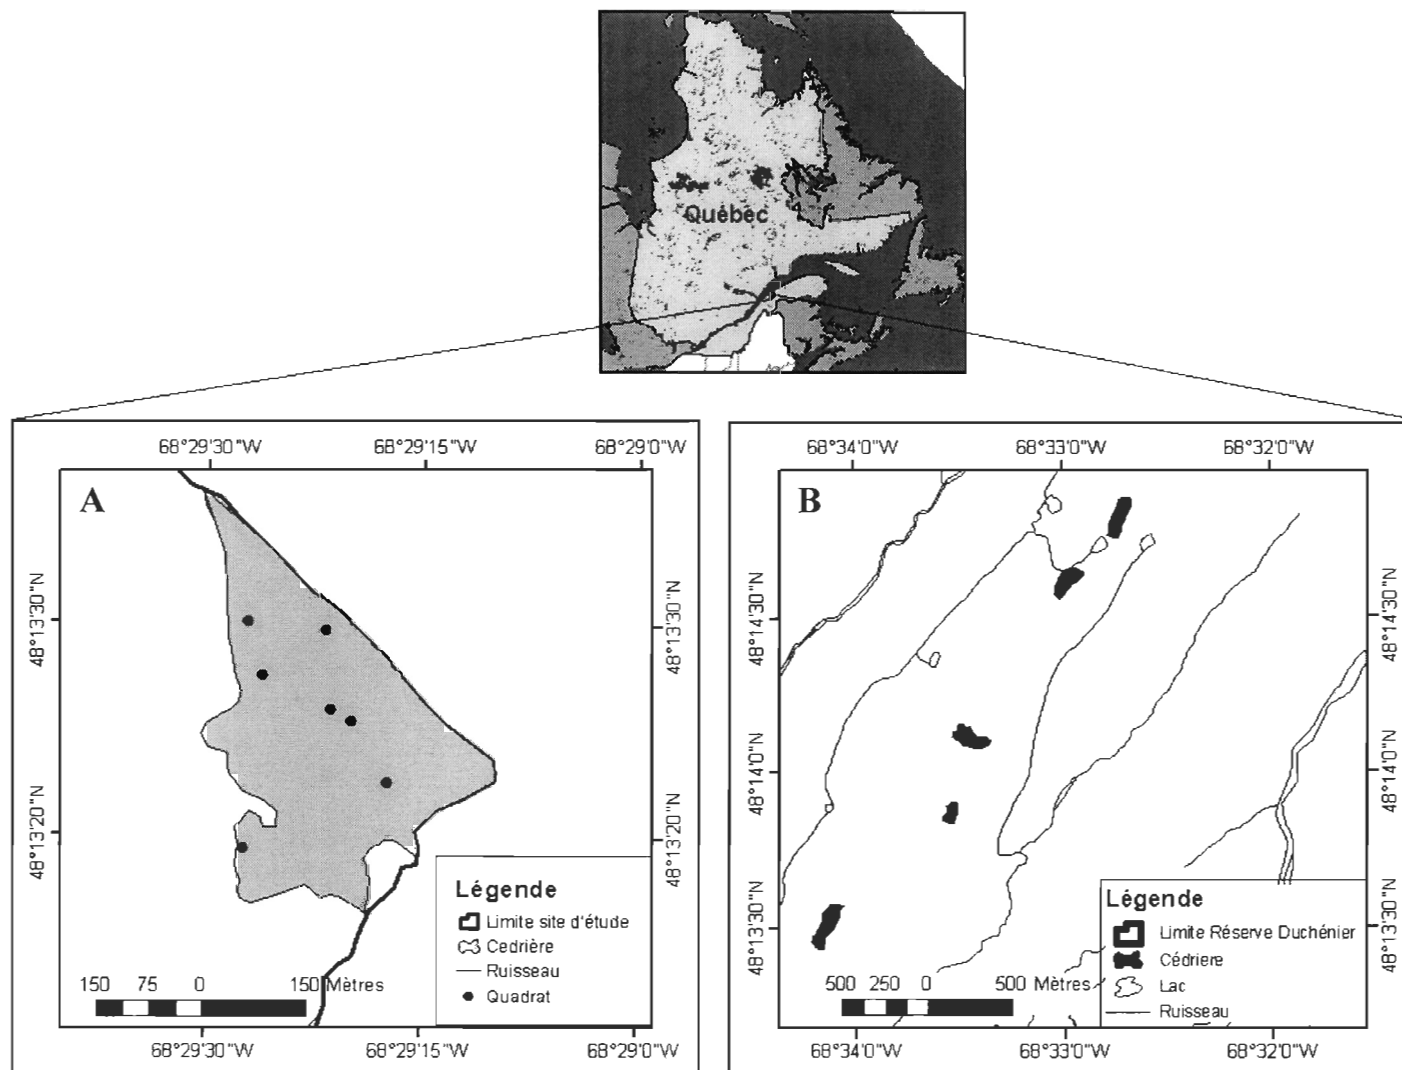 Québec
68°29'30"W 68°29'15"W 68°29'0"W
A
48°13'30"N
48°13'20"N
48°13'30"N
48°13'20"N
Légende
Limite site d'étude
Cedrière
Ruisseau
Quadrat
150 75 0 150 Mètres
68°29'30"W 68°29'15"W 68°29'0"W
68°34'0"W 68°33'0"W 68°32'0"W
B
48°14'30"N
48°14'0"N
48°13'30"N
48°14'30"N
48°14'0"N
48°13'30"N
Légende
Limite Réserve Duchénier
Cédriere
Lac
Ruisseau
500 250 0 500 Mètres
68°34'0"W 68°33'0"W 68°32'0"W